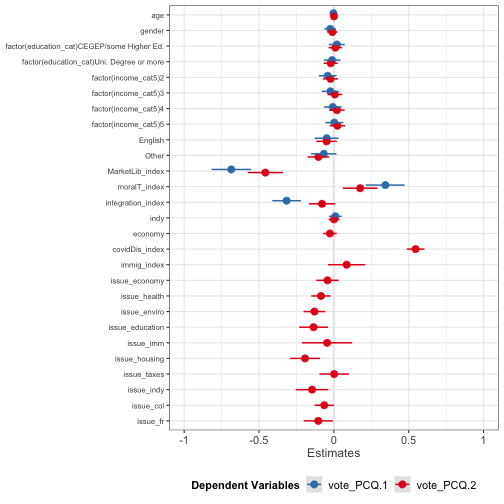 age
gender
factor(education_cat)CEGEP/some Higher Ed.
factor(education_cat)Uni. Degree or more
factor(income_cat5)2
factor(income_cat5)3
factor(income_cat5)4
factor(income_cat5)5
English
Other
MarketLib_index
moralT_index
integration_index
indy
economy
covidDis_index
immig_index
issue_economy
issue_health
issue_enviro
issue_education
issue_imm
issue_housing
issue_taxes
issue_indy
issue_col
issue_fr
-1 -0.5 0 0.5 1
Estimates
Dependent Variables vote_PCQ.1 vote_PCQ.2